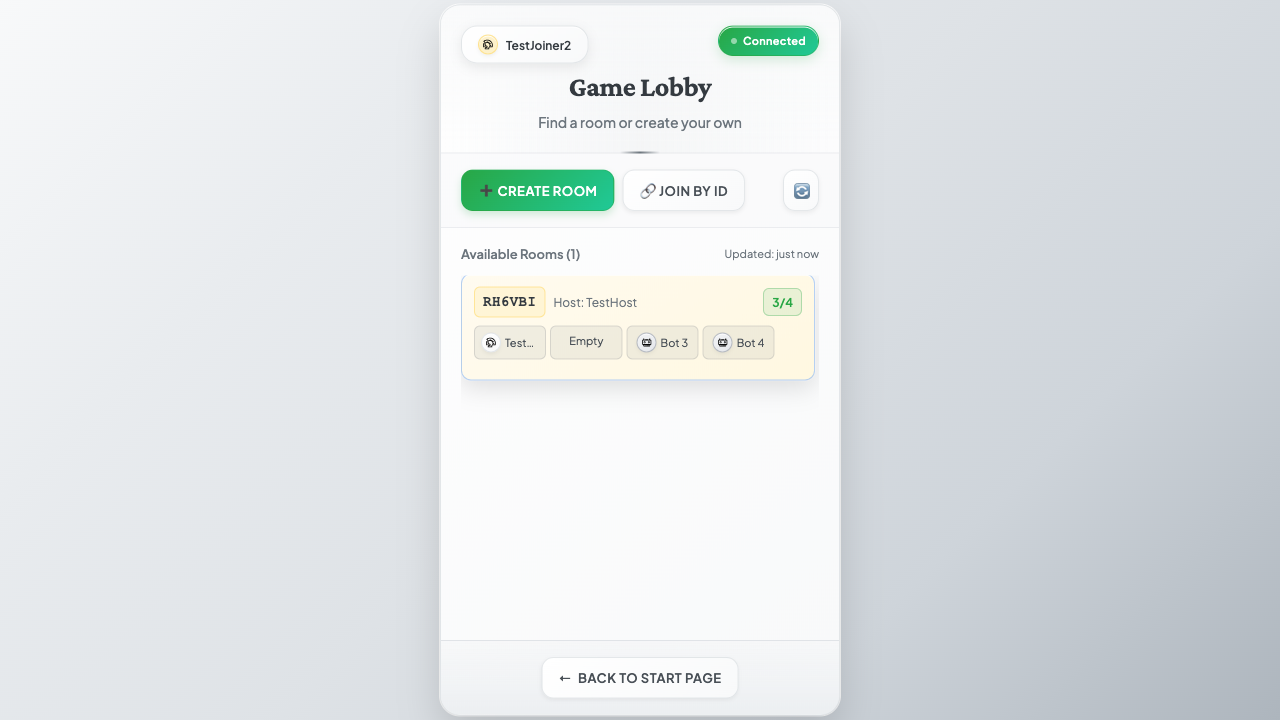 TestJoiner2
Connected
Game Lobby
Find a room or create your own
➕ CREATE ROOM
🔗 JOIN BY ID
Available Rooms (1)
Updated: just now
RH6VBI
Host: TestHost
3/4
Test...
Empty
Bot 3
Bot 4
← BACK TO START PAGE